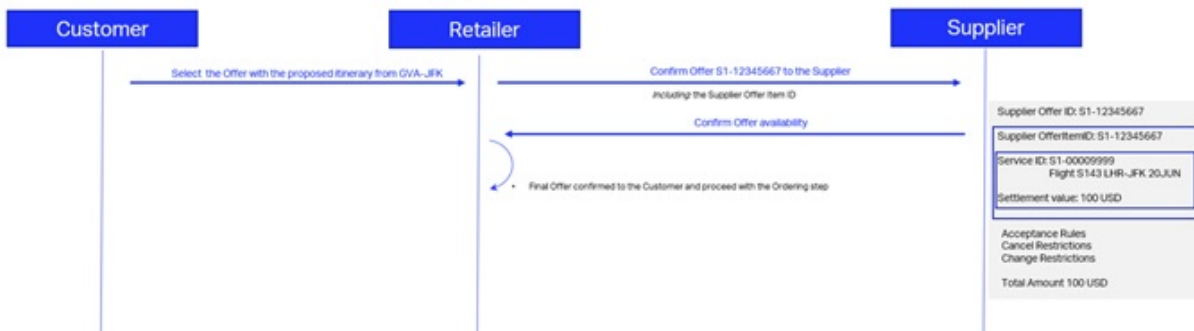 Customer
Retailer
Supplier
Select the Offer with the proposed itinerary from GVA-JFK
Confirm Offer S1-12345667 to the Supplier
Including the Supplier Offer Item ID
Confirm Offer availability
• Final Offer confirmed to the Customer and proceed with the Ordering step
Supplier Offer ID: S1-12345667
Supplier OfferItemID: S1-12345667
Service ID: S1-00009999
Flight S143 LHR-JFK 20JUN
Settlement value: 100 USD
Acceptance Rules
Cancel Restrictions
Change Restrictions
Total Amount 100 USD